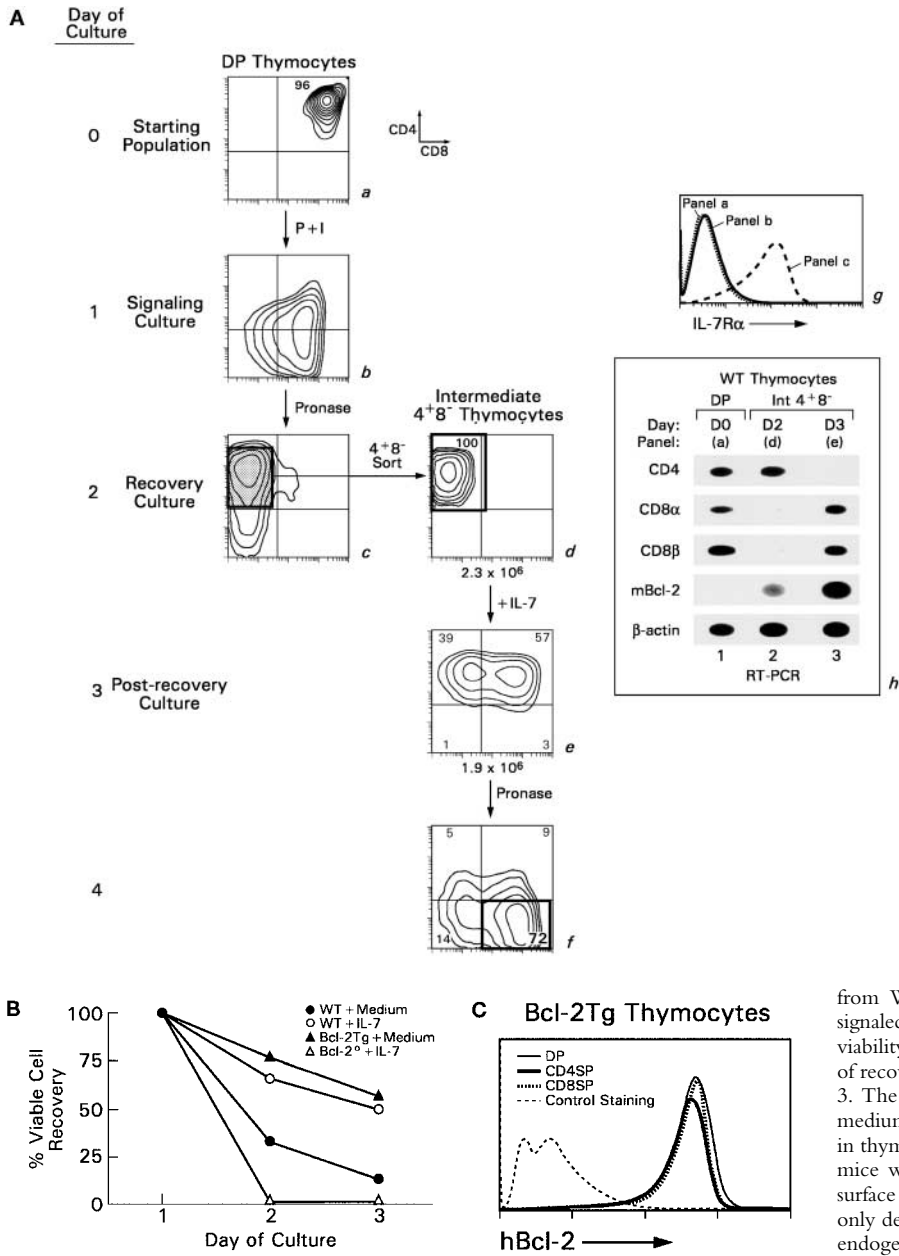 A
Day of
Culture
DP Thymocytes
96
0
Starting
Population
CD4
CD8
a
P + I
Panel a
Panel b
Panel c
g
IL-7Rα
1
Signaling
Culture
b
Pronase
Intermediate
4+8- Thymocytes
WT Thymocytes
DP Int 4+8-
Day: D0 D2 D3
Panel: (a) (d) (e)
CD4
CD8α
CD8β
mBcl-2
β-actin
1 2 3
RT-PCR
h
2
Recovery
Culture
4+8-
Sort
100
c
d
2.3 x 10⁶
+ IL-7
3
Post-recovery
Culture
39 57
1 3
e
1.9 x 10⁶
Pronase
4
5 9
14 72
f
B
% Viable Cell
Recovery
100
75
50
25
0
1 2 3
Day of Culture
WT + Medium
WT + IL-7
Bcl-2Tg + Medium
Bcl-2° + IL-7
C
Bcl-2Tg Thymocytes
DP
CD4SP
CD8SP
Control Staining
hBcl-2
from W
signaled
viability
of recov
3. The
medium
in thym
mice w
surface
only de
endoge